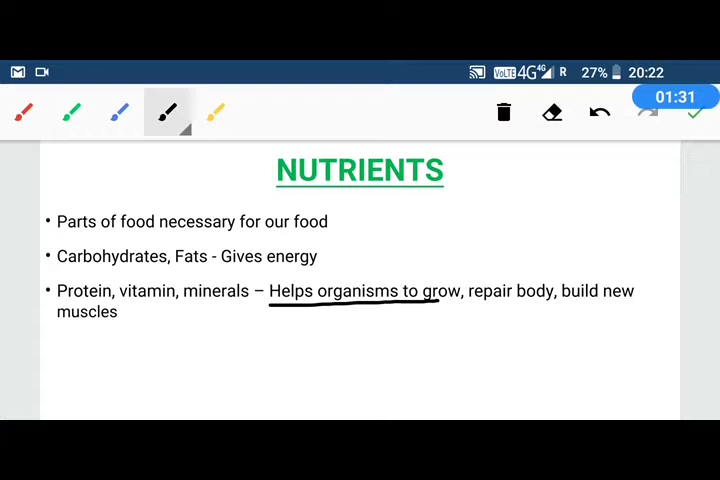 VoLTE 4G 4G R 27% 20:22
01:31
NUTRIENTS
• Parts of food necessary for our food
• Carbohydrates, Fats - Gives energy
• Protein, vitamin, minerals – Helps organisms to grow, repair body, build new
muscles